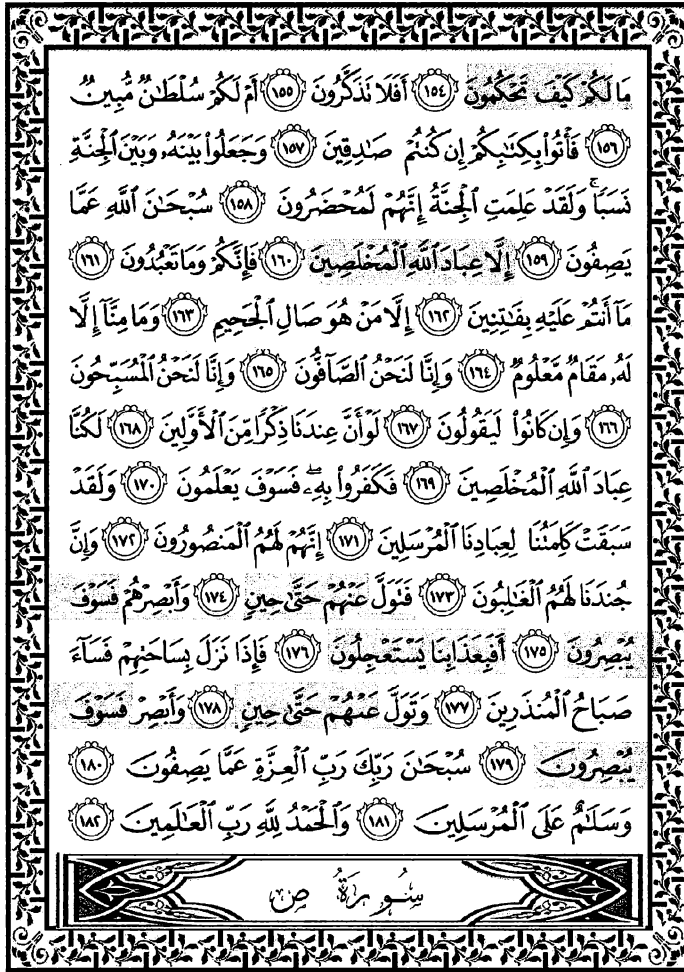 مَا لَكُمْ كَيْفَ تَحْكُمُونَ ﴿١٥٤﴾ أَفَلَا تَذَكَّرُونَ ﴿١٥٥﴾ أَمْ لَكُمْ سُلْطَٰنٌ مُّبِينٌ
﴿١٥٦﴾ فَأْتُوا۟ بِكِتَٰبِكُمْ إِن كُنتُمْ صَٰدِقِينَ ﴿١٥٧﴾ وَجَعَلُوا۟ بَيْنَهُۥ وَبَيْنَ ٱلْجِنَّةِ
نَسَبًا ۚ وَلَقَدْ عَلِمَتِ ٱلْجِنَّةُ إِنَّهُمْ لَمُحْضَرُونَ ﴿١٥٨﴾ سُبْحَٰنَ ٱللَّهِ عَمَّا
يَصِفُونَ ﴿١٥٩﴾ إِلَّا عِبَادَ ٱللَّهِ ٱلْمُخْلَصِينَ ﴿١٦٠﴾ فَإِنَّكُمْ وَمَا تَعْبُدُونَ ﴿١٦١﴾
مَآ أَنتُمْ عَلَيْهِ بِفَٰتِنِينَ ﴿١٦٢﴾ إِلَّا مَنْ هُوَ صَالِ ٱلْجَحِيمِ ﴿١٦٣﴾ وَمَا مِنَّآ إِلَّا
لَهُۥ مَقَامٌ مَّعْلُومٌ ﴿١٦٤﴾ وَإِنَّا لَنَحْنُ ٱلصَّآفُّونَ ﴿١٦٥﴾ وَإِنَّا لَنَحْنُ ٱلْمُسَبِّحُونَ
﴿١٦٦﴾ وَإِن كَانُوا۟ لَيَقُولُونَ ﴿١٦٧﴾ لَوْ أَنَّ عِندَنَا ذِكْرًا مِّنَ ٱلْأَوَّلِينَ ﴿١٦٨﴾ لَكُنَّا
عِبَادَ ٱللَّهِ ٱلْمُخْلَصِينَ ﴿١٦٩﴾ فَكَفَرُوا۟ بِهِۦ ۖ فَسَوْفَ يَعْلَمُونَ ﴿١٧٠﴾ وَلَقَدْ
سَبَقَتْ كَلِمَتُنَا لِعِبَادِنَا ٱلْمُرْسَلِينَ ﴿١٧١﴾ إِنَّهُمْ لَهُمُ ٱلْمَنصُورُونَ ﴿١٧٢﴾ وَإِنَّ
جُندَنَا لَهُمُ ٱلْغَٰلِبُونَ ﴿١٧٣﴾ فَتَوَلَّ عَنْهُمْ حَتَّىٰ حِينٍ ﴿١٧٤﴾ وَأَبْصِرْهُمْ فَسَوْفَ
يُبْصِرُونَ ﴿١٧٥﴾ أَفَبِعَذَابِنَا يَسْتَعْجِلُونَ ﴿١٧٦﴾ فَإِذَا نَزَلَ بِسَاحَتِهِمْ فَسَآءَ
صَبَاحُ ٱلْمُنذَرِينَ ﴿١٧٧﴾ وَتَوَلَّ عَنْهُمْ حَتَّىٰ حِينٍ ﴿١٧٨﴾ وَأَبْصِرْ فَسَوْفَ
يُبْصِرُونَ ﴿١٧٩﴾ سُبْحَٰنَ رَبِّكَ رَبِّ ٱلْعِزَّةِ عَمَّا يَصِفُونَ ﴿١٨٠﴾
وَسَلَٰمٌ عَلَى ٱلْمُرْسَلِينَ ﴿١٨١﴾ وَٱلْحَمْدُ لِلَّهِ رَبِّ ٱلْعَٰلَمِينَ ﴿١٨٢﴾
سُورَةُ ص